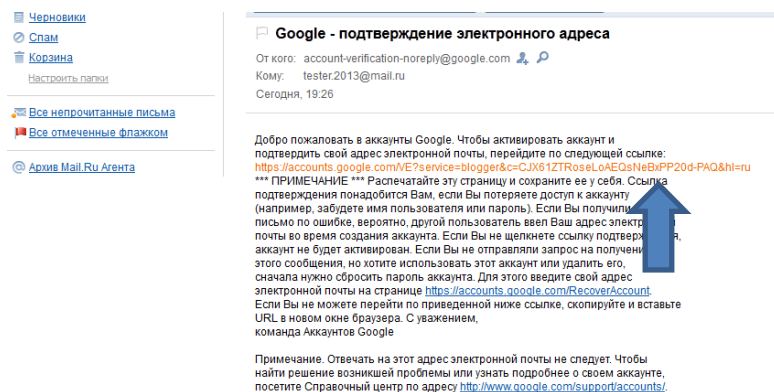 Черновики
Спам
Корзина
Настроить папки
Все непрочитанные письма
Все отмеченные флажком
Архив Mail.Ru Агента
Google - подтверждение электронного адреса
От кого: account-verification-noreply@google.com
Кому: tester.2013@mail.ru
Сегодня, 19:26
Добро пожаловать в аккаунты Google. Чтобы активировать аккаунт и
подтвердить свой адрес электронной почты, перейдите по следующей ссылке:
https://accounts.google.com/VE?service=blogger&c=CJX61ZTRoseLoAEQsNeBxPP20d-PAQ&hl=ru
*** ПРИМЕЧАНИЕ *** Распечатайте эту страницу и сохраните ее у себя. Ссылка
подтверждения понадобится Вам, если Вы потеряете доступ к аккаунту
(например, забудете имя пользователя или пароль). Если Вы получили
письмо по ошибке, вероятно, другой пользователь ввел Ваш адрес
почты во время создания аккаунта. Если Вы не щелкнете ссылку
аккаунт не будет активирован. Если Вы не отправляли запрос на
этого сообщения, но хотите использовать этот аккаунт или удалить его,
сначала нужно сбросить пароль аккаунта. Для этого введите свой адрес
электронной почты на странице https://accounts.google.com/RecoverAccount.
Если Вы не можете перейти по приведенной ниже ссылке, скопируйте и вставьте
URL в новом окне браузера. С уважением,
команда Аккаунтов Google
Примечание. Отвечать на этот адрес электронной почты не следует. Чтобы
найти решение возникшей проблемы или узнать подробнее о своем аккаунте,
посетите Справочный центр по адресу http://www.google.com/support/accounts/.